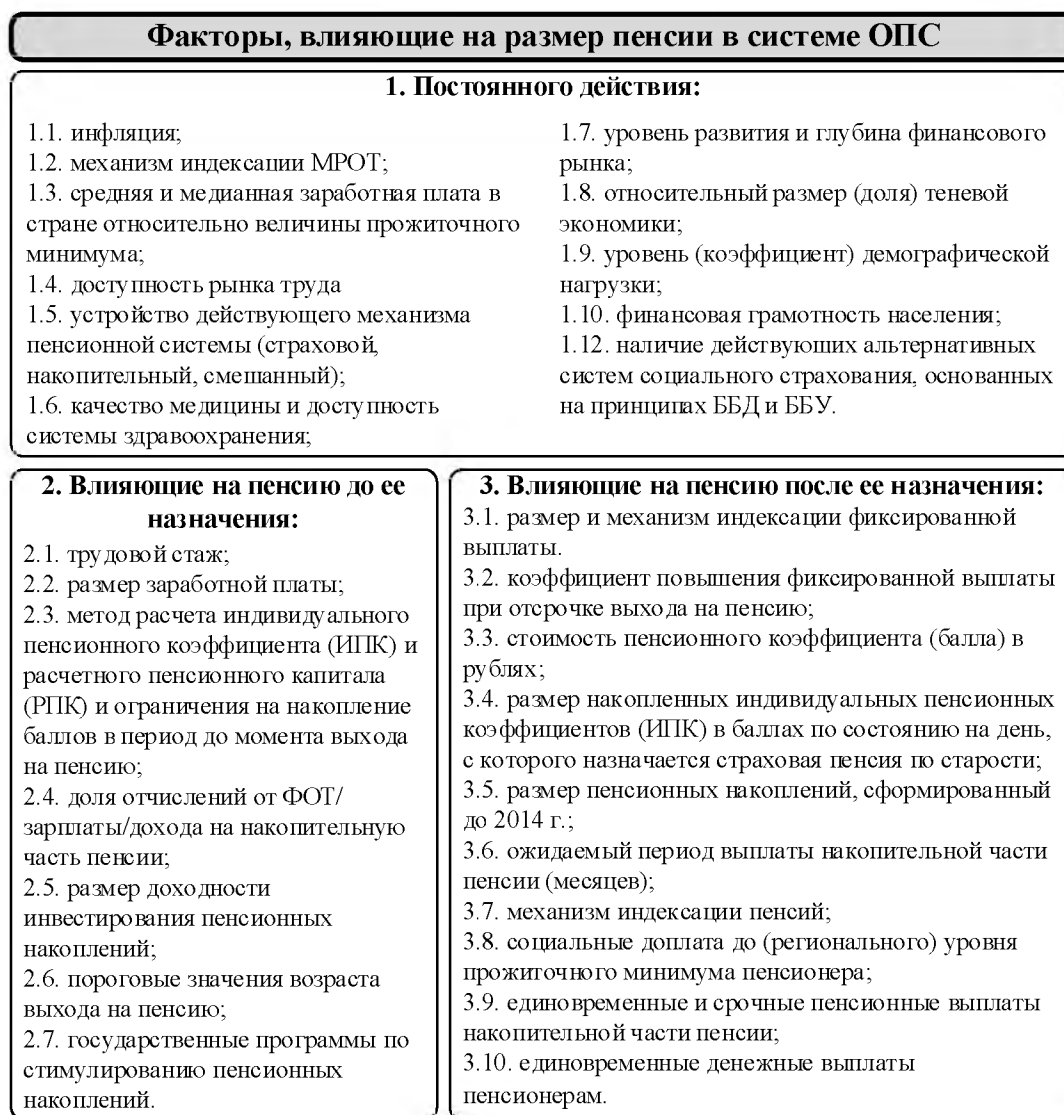 Факторы, влияющие на размер пенсии в системе ОПС
1. Постоянного действия:
1.1. инфляция;
1.2. механизм индексации МРОТ;
1.3. средняя и медианная заработная плата в
стране относительно величины прожиточного
минимума;
1.4. доступность рынка труда
1.5. устройство действующего механизма
пенсионной системы (страховой,
накопительный, смешанный);
1.6. качество медицины и доступность
системы здравоохранения;
1.7. уровень развития и глубина финансового
рынка;
1.8. относительный размер (доля) теневой
экономики;
1.9. уровень (коэффициент) демографической
нагрузки;
1.10. финансовая грамотность населения;
1.12. наличие действующих альтернативных
систем социального страхования, основанных
на принципах ББД и ББУ.
2. Влияющие на пенсию до ее
назначения:
2.1. трудовой стаж;
2.2. размер заработной платы;
2.3. метод расчета индивидуального
пенсионного коэффициента (ИПК) и
расчетного пенсионного капитала
(РПК) и ограничения на накопление
баллов в период до момента выхода
на пенсию;
2.4. доля отчислений от ФОТ/
зарплаты/дохода на накопительную
часть пенсии;
2.5. размер доходности
инвестирования пенсионных
накоплений;
2.6. пороговые значения возраста
выхода на пенсию;
2.7. государственные программы по
стимулированию пенсионных
накоплений.
3. Влияющие на пенсию после ее назначения:
3.1. размер и механизм индексации фиксированной
выплаты.
3.2. коэффициент повышения фиксированной выплаты
при отсрочке выхода на пенсию;
3.3. стоимость пенсионного коэффициента (балла) в
рублях;
3.4. размер накопленных индивидуальных пенсионных
коэффициентов (ИПК) в баллах по состоянию на день,
с которого назначается страховая пенсия по старости;
3.5. размер пенсионных накоплений, сформированный
до 2014 г.;
3.6. ожидаемый период выплаты накопительной части
пенсии (месяцев);
3.7. механизм индексации пенсий;
3.8. социальные доплата до (регионального) уровня
прожиточного минимума пенсионера;
3.9. единовременные и срочные пенсионные выплаты
накопительной части пенсии;
3.10. единовременные денежные выплаты
пенсионерам.